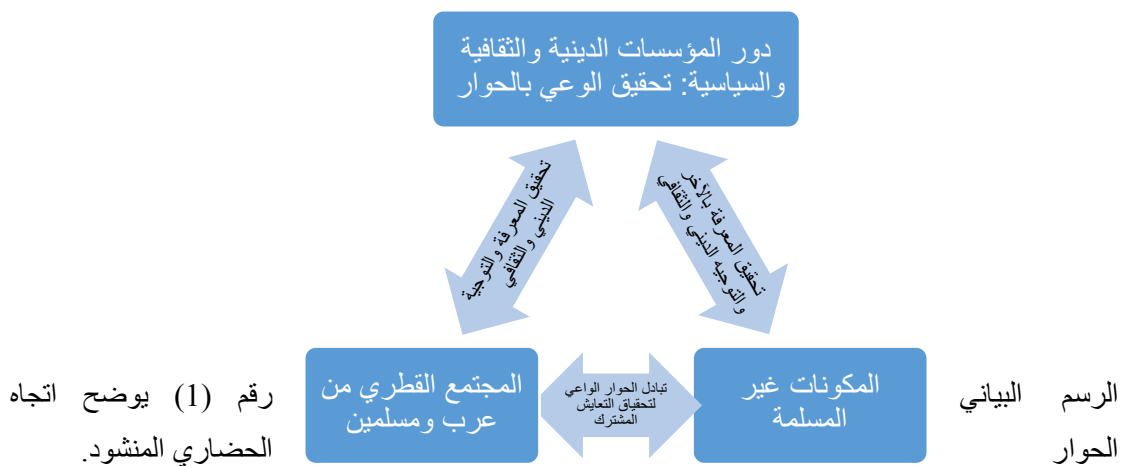 دور المؤسسات الدينية والثقافية
والسياسية: تحقيق الوعي بالحوار
تحقيق المعرفة بالآخر
والتوجيه الديني والثقافي
تحقيق المعرفة والتوجية
الديني والثقافي
المكونات غير
المسلمة
تبادل الحوار الواعي
لتحقياق التعايش
المشترك
المجتمع القطري من
عرب ومسلمين
الرسم البياني رقم (1) يوضح اتجاه
الحوار الحضاري المنشود.